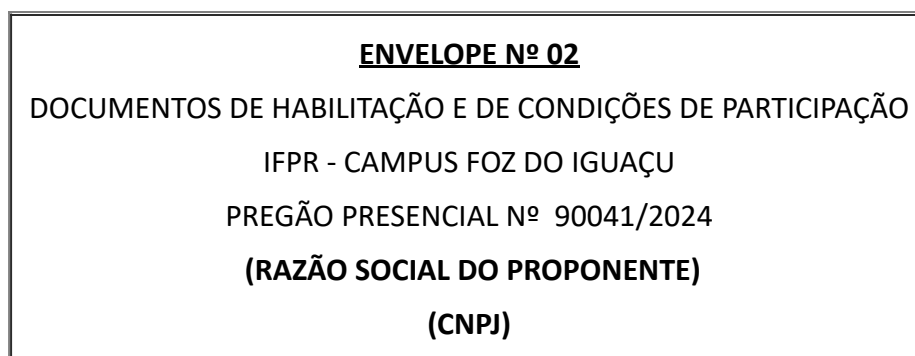 ENVELOPE Nº 02
DOCUMENTOS DE HABILITAÇÃO E DE CONDIÇÕES DE PARTICIPAÇÃO
IFPR - CAMPUS FOZ DO IGUAÇU
PREGÃO PRESENCIAL Nº 90041/2024
(RAZÃO SOCIAL DO PROPONENTE)
(CNPJ)